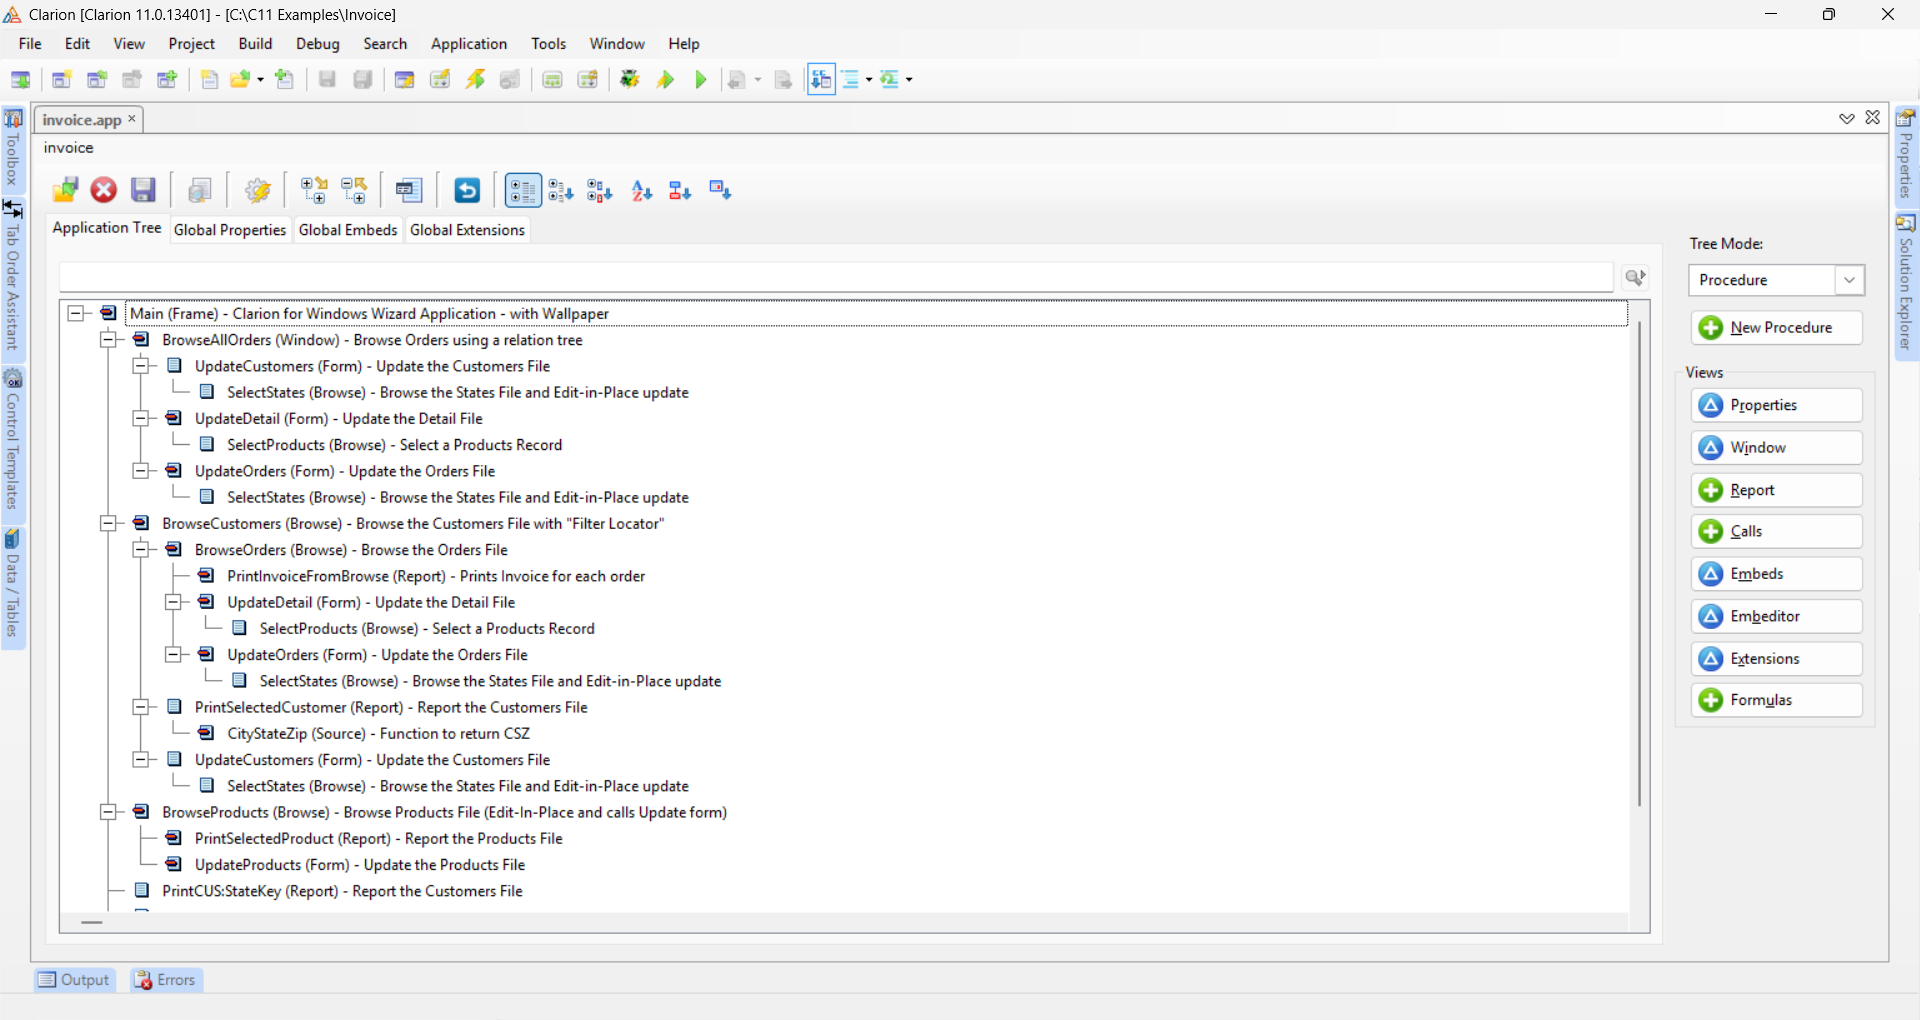 Clarion [Clarion 11.0.13401] - [C:\C11 Examples\Invoice]
File Edit View Project Build Debug Search Application Tools Window Help
invoice.app
invoice
Application Tree Global Properties Global Embeds Global Extensions
Main (Frame) - Clarion for Windows Wizard Application - with Wallpaper
BrowseAllOrders (Window) - Browse Orders using a relation tree
UpdateCustomers (Form) - Update the Customers File
SelectStates (Browse) - Browse the States File and Edit-in-Place update
UpdateDetail (Form) - Update the Detail File
SelectProducts (Browse) - Select a Products Record
UpdateOrders (Form) - Update the Orders File
SelectStates (Browse) - Browse the States File and Edit-in-Place update
BrowseCustomers (Browse) - Browse the Customers File with "Filter Locator"
BrowseOrders (Browse) - Browse the Orders File
PrintInvoiceFromBrowse (Report) - Prints Invoice for each order
UpdateDetail (Form) - Update the Detail File
SelectProducts (Browse) - Select a Products Record
UpdateOrders (Form) - Update the Orders File
SelectStates (Browse) - Browse the States File and Edit-in-Place update
PrintSelectedCustomer (Report) - Report the Customers File
CityStateZip (Source) - Function to return CSZ
UpdateCustomers (Form) - Update the Customers File
SelectStates (Browse) - Browse the States File and Edit-in-Place update
BrowseProducts (Browse) - Browse Products File (Edit-In-Place and calls Update form)
PrintSelectedProduct (Report) - Report the Products File
UpdateProducts (Form) - Update the Products File
PrintCUS:StateKey (Report) - Report the Customers File
Tree Mode:
Procedure
New Procedure
Views
Properties
Window
Report
Calls
Embeds
Embeditor
Extensions
Formulas
Toolbox
Tab Order Assistant
Control Templates
Data / Tables
Properties
Solution Explorer
Output Errors